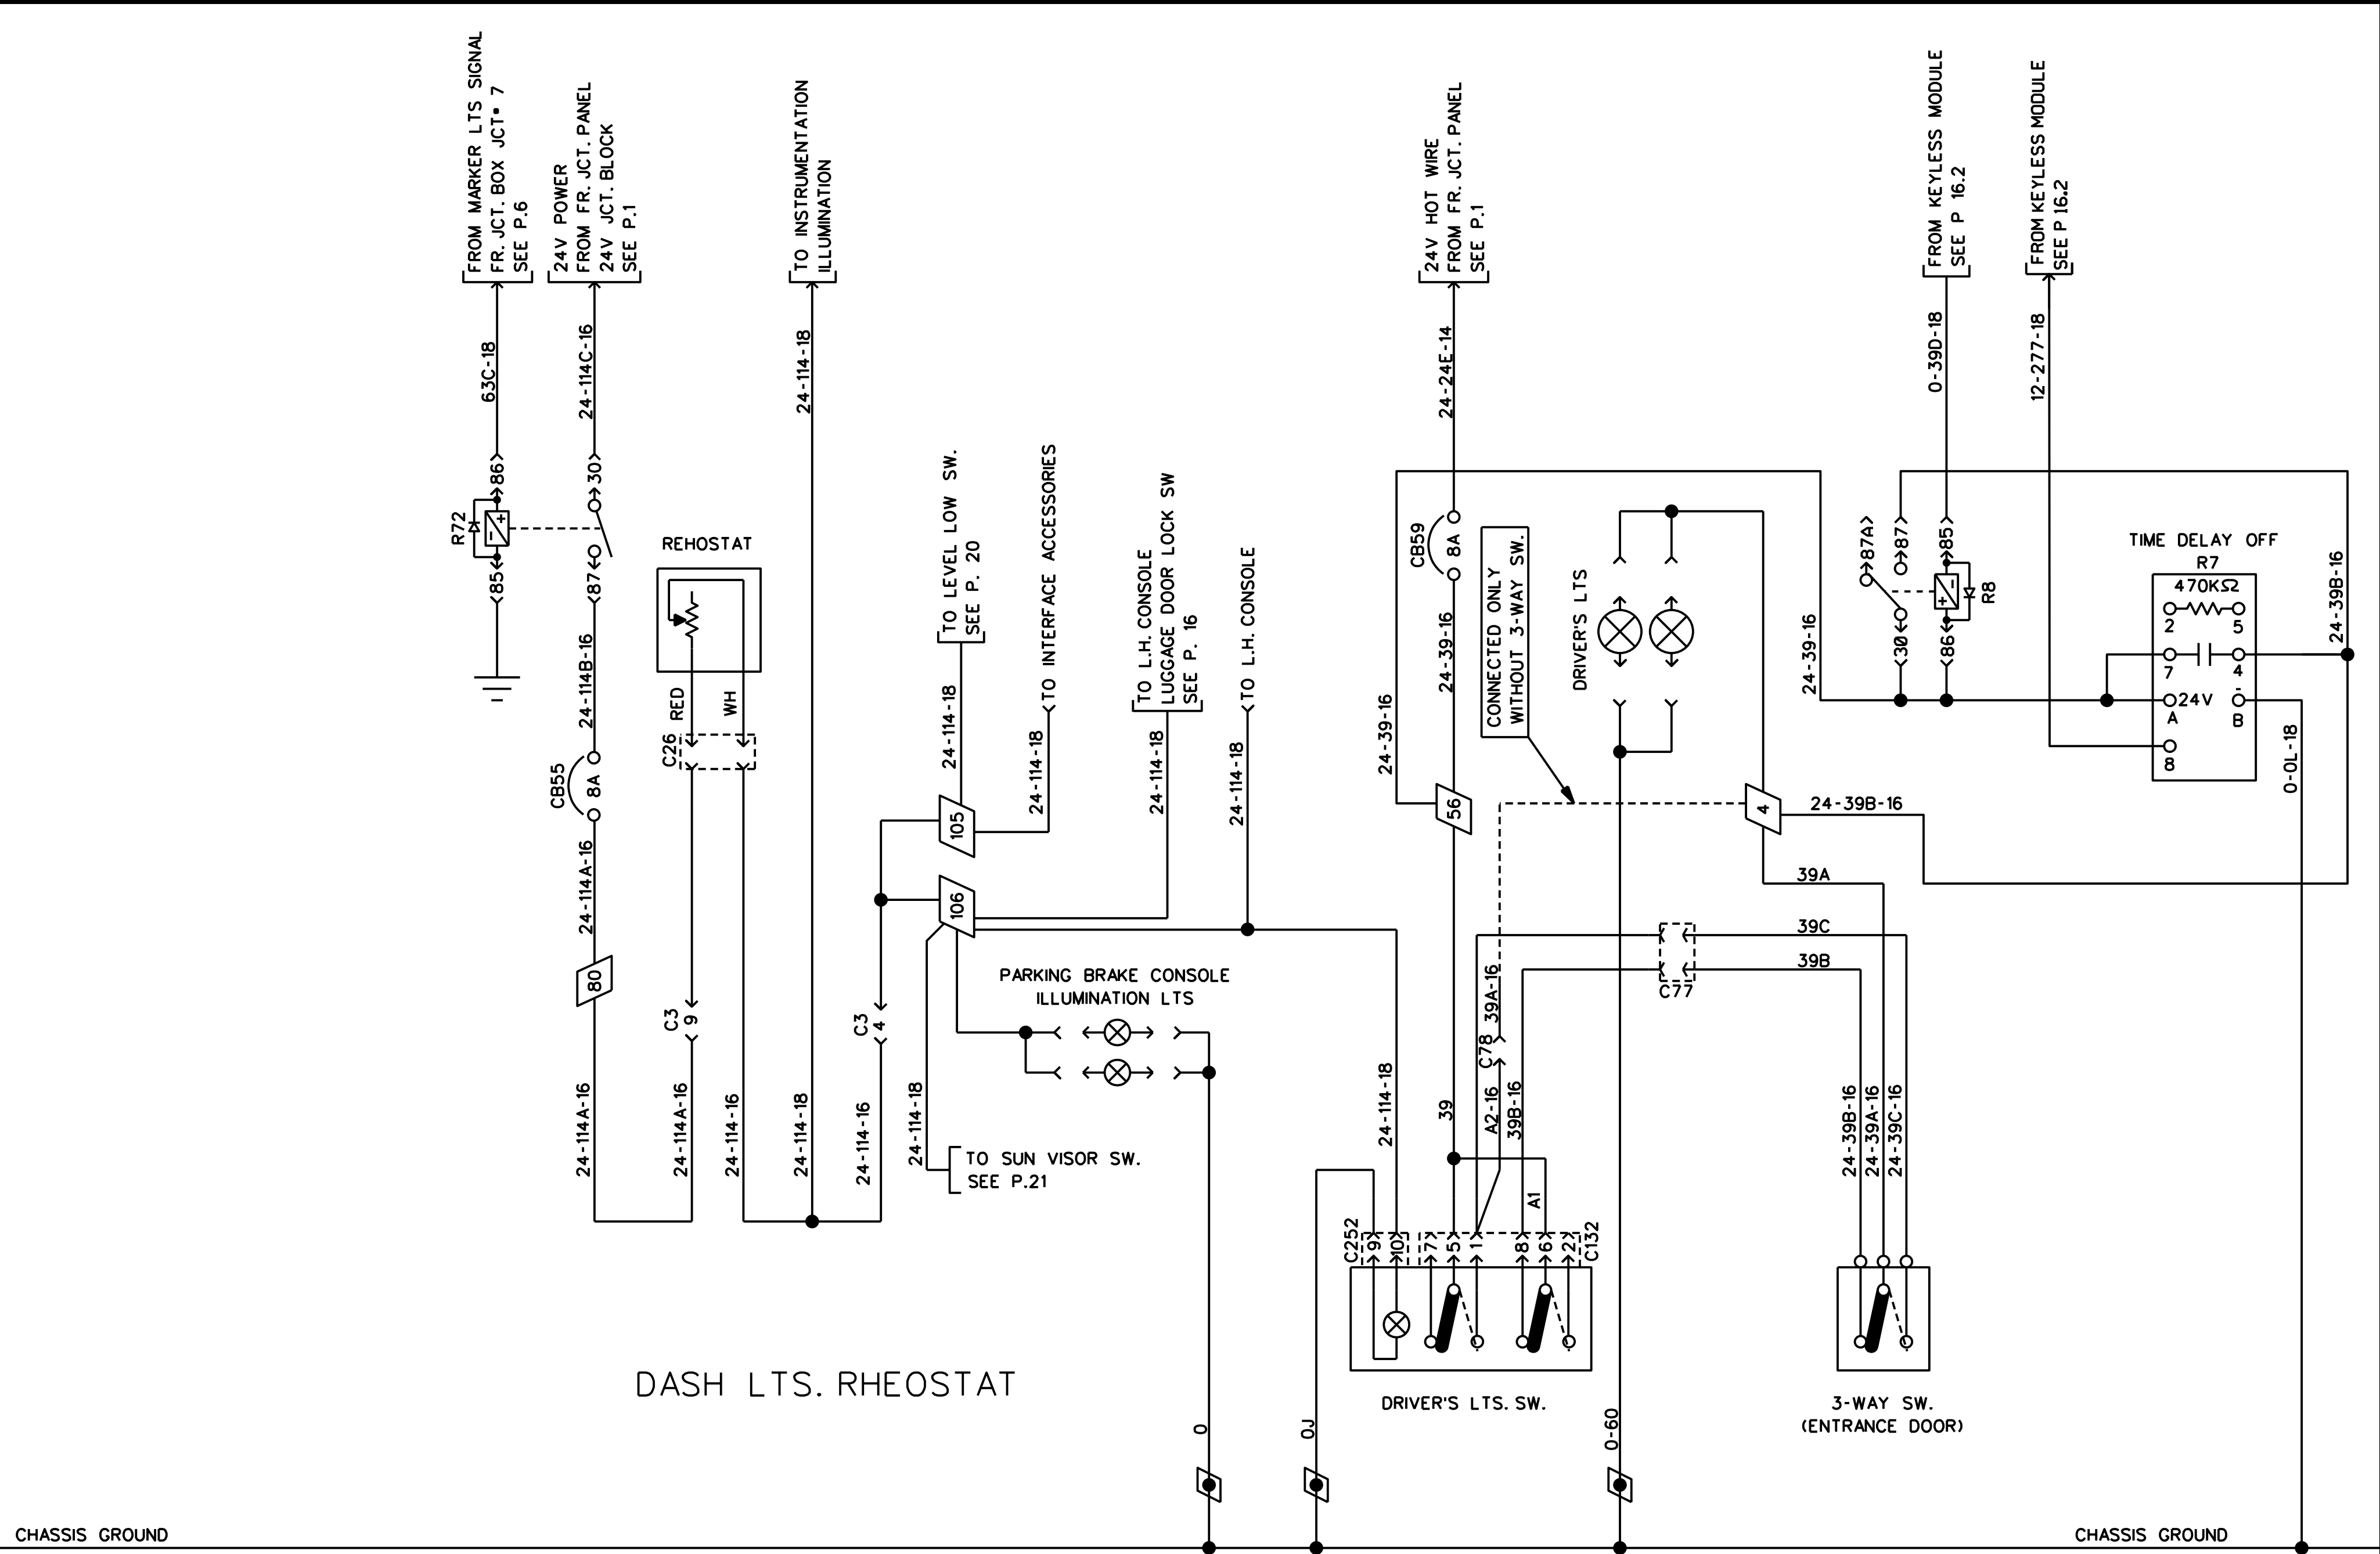 FROM MARKER LTS SIGNAL
FR. JCT. BOX JCT• 7
SEE P.6
24V POWER
FROM FR. JCT. PANEL
24V JCT. BLOCK
SEE P.1
TO INSTRUMENTATION
ILLUMINATION
24V HOT WIRE
FROM FR. JCT. PANEL
SEE P.1
FROM KEYLESS MODULE
SEE P 16.2
FROM KEYLESS MODULE
SEE P 16.2
63C-18
24-114C-16
24-114-18
24-24E-14
0-39D-18
12-277-18
R72
86
85
30
87
REHOSTAT
RED
WH
C26
24-114B-16
CB55
8A
24-114A-16
80
C3
9
C3
4
24-114A-16
24-114A-16
24-114-16
24-114-18
24-114-16
TO LEVEL LOW SW.
SEE P. 20
24-114-18
TO INTERFACE ACCESSORIES
24-114-18
TO L.H. CONSOLE
LUGGAGE DOOR LOCK SW
SEE P. 16
24-114-18
TO L.H. CONSOLE
24-114-18
105
106
PARKING BRAKE CONSOLE
ILLUMINATION LTS
24-114-18
TO SUN VISOR SW.
SEE P.21
CB59
8A
24-39-16
24-39-16
CONNECTED ONLY
WITHOUT 3-WAY SW.
DRIVER'S LTS
56
4
24-39-16
87A
87
85
30
86
R8
TIME DELAY OFF
R7
470KΩ
2
5
7
4
24V
-
A
B
8
24-39B-16
0-0L-18
24-39B-16
39A
39C
39B
C77
39A-16
C78
24-114-18
39
A2-16
39B-16
A1
C252
9
10
7
5
1
8
6
2
C132
24-39B-16
24-39A-16
24-39C-16
DRIVER'S LTS. SW.
3-WAY SW.
(ENTRANCE DOOR)
DASH LTS. RHEOSTAT
0
0J
0-60
CHASSIS GROUND
CHASSIS GROUND